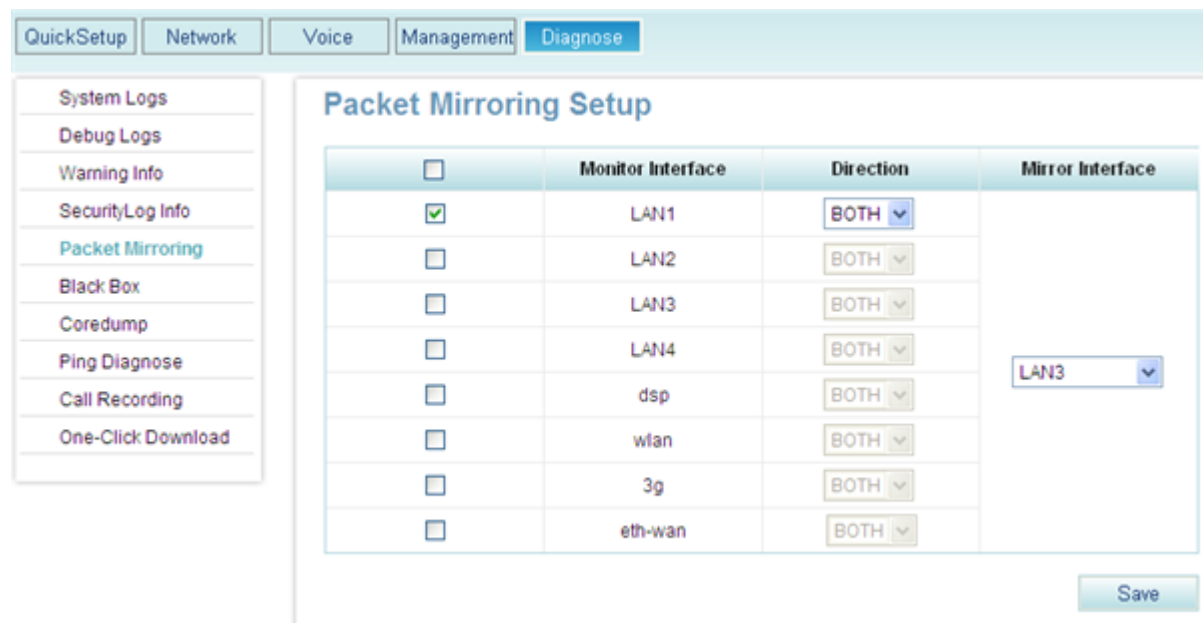 QuickSetup Network Voice Management Diagnose
System Logs
Debug Logs
Warning Info
SecurityLog Info
Packet Mirroring
Black Box
Coredump
Ping Diagnose
Call Recording
One-Click Download
Packet Mirroring Setup
Monitor Interface Direction Mirror Interface
LAN1 BOTH
LAN2 BOTH
LAN3 BOTH
LAN4 BOTH
LAN3
dsp BOTH
wlan BOTH
3g BOTH
eth-wan BOTH
Save